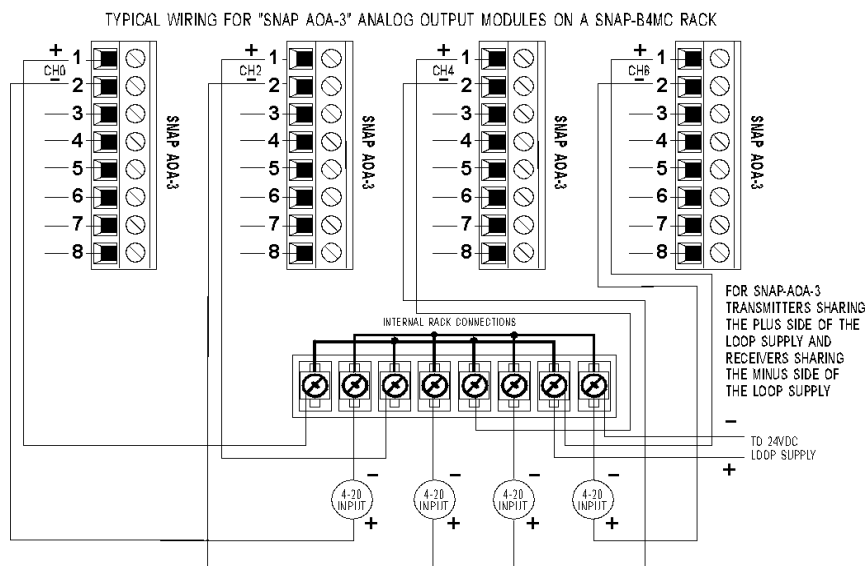 TYPICAL WIRING FOR "SNAP AOA-3" ANALOG OUTPUT MODULES ON A SNAP-B4MC RACK
+ 1
CH0
- 2
3
4
5
6
7
8
SNAP AOA-3
+ 1
CH2
- 2
3
4
5
6
7
8
SNAP AOA-3
+ 1
CH4
- 2
3
4
5
6
7
8
SNAP AOA-3
+ 1
CH6
- 2
3
4
5
6
7
8
SNAP AOA-3
INTERNAL RACK CONNECTIONS
FOR SNAP-AOA-3
TRANSMITTERS SHARING
THE PLUS SIDE OF THE
LOOP SUPPLY AND
RECEIVERS SHARING
THE MINUS SIDE OF
THE LOOP SUPPLY
-
TO 24VDC
LOOP SUPPLY
+
-
4-20
INPUT
+
-
4-20
INPUT
+
-
4-20
INPUT
+
-
4-20
INPUT
+